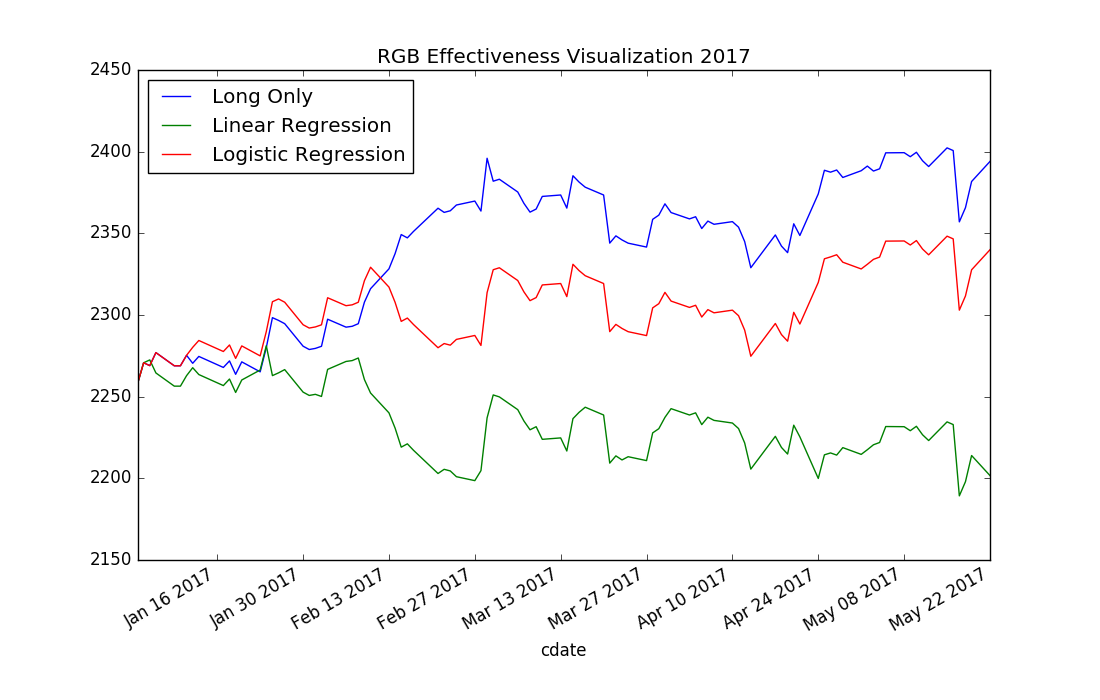 RGB Effectiveness Visualization 2017
2450
2400
2350
2300
2250
2200
2150
Long Only
Linear Regression
Logistic Regression
Jan 16 2017
Jan 30 2017
Feb 13 2017
Feb 27 2017
Mar 13 2017
Mar 27 2017
Apr 10 2017
Apr 24 2017
May 08 2017
May 22 2017
cdate